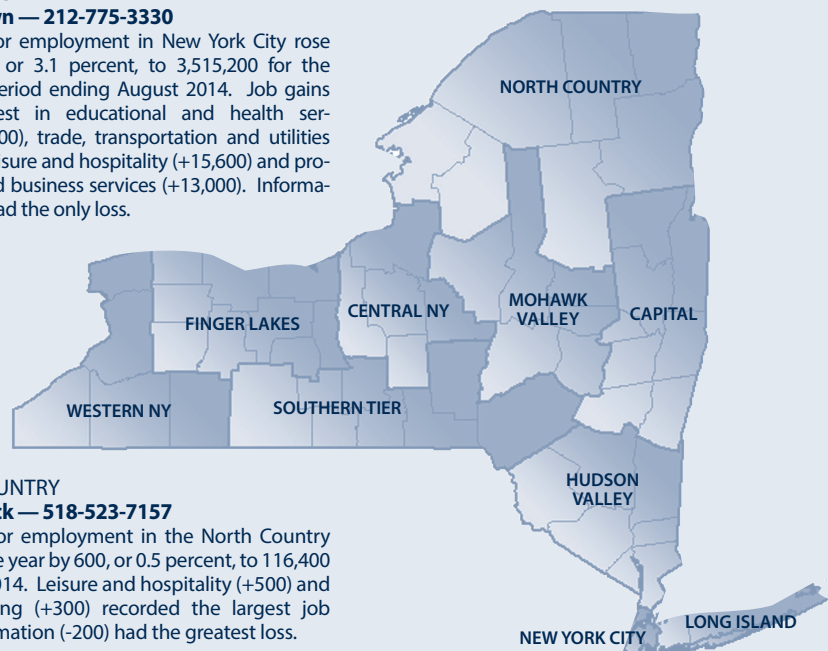 wn — 212-775-3330
or employment in New York City rose
or 3.1 percent, to 3,515,200 for the
eriod ending August 2014. Job gains
est in educational and health ser-
00), trade, transportation and utilities
isure and hospitality (+15,600) and pro-
d business services (+13,000). Informa-
ad the only loss.
NORTH COUNTRY
FINGER LAKES
CENTRAL NY
MOHAWK
VALLEY
CAPITAL
WESTERN NY
SOUTHERN TIER
HUDSON
VALLEY
UNTRY
ck — 518-523-7157
or employment in the North Country
e year by 600, or 0.5 percent, to 116,400
014. Leisure and hospitality (+500) and
ng (+300) recorded the largest job
mation (-200) had the greatest loss.
LONG ISLAND
NEW YORK CITY